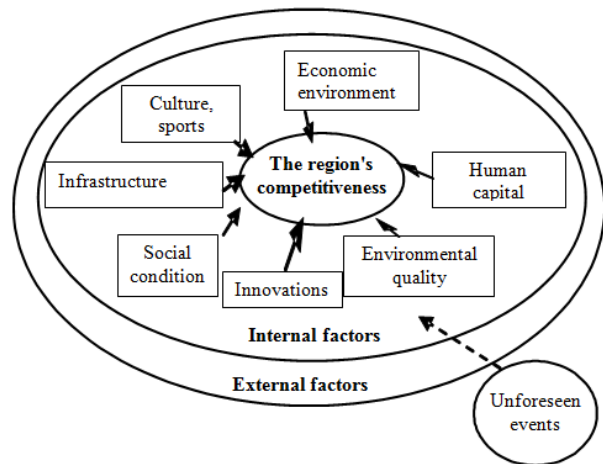 Economic
environment
Culture,
sports
The region's
competitiveness
Infrastructure
Human
capital
Social
condition
Innovations
Environmental
quality
Internal factors
External factors
Unforeseen
events